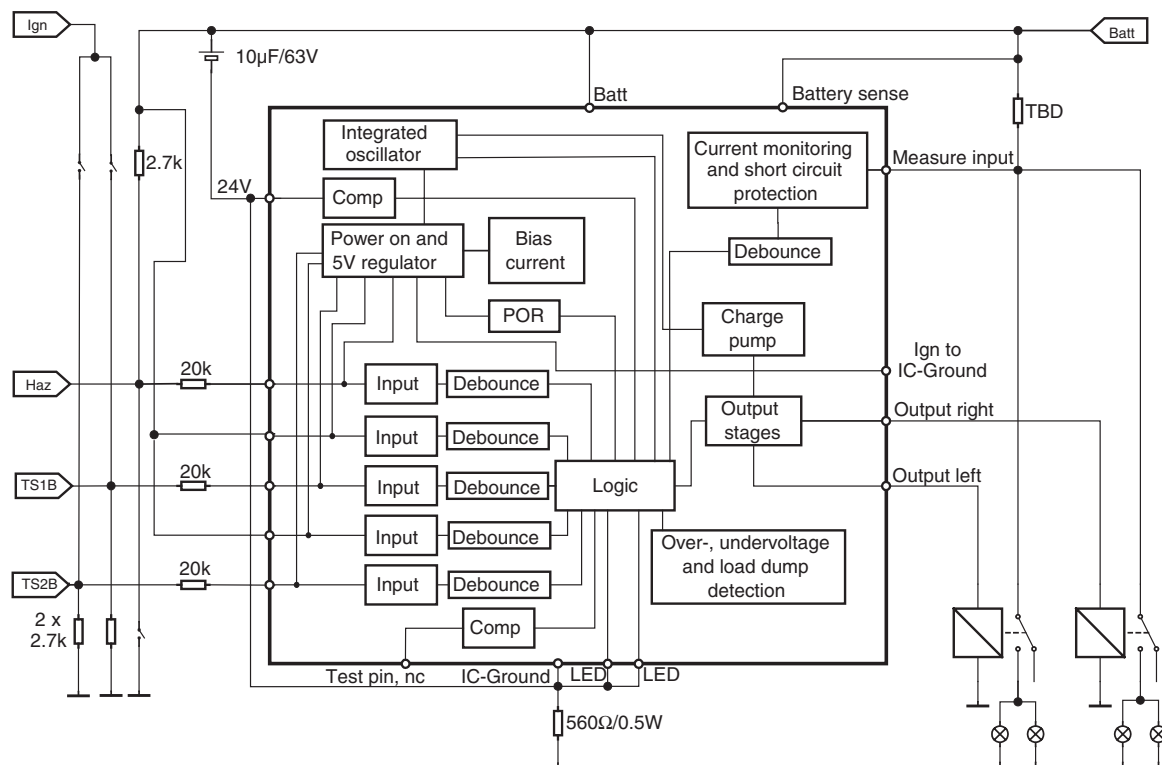 Ign
Batt
10µF/63V
Batt
Battery sense
TBD
Integrated
oscillator
Current monitoring
and short circuit
protection
Measure input
2.7k
24V
Comp
Power on and
5V regulator
Bias
current
Debounce
POR
Charge
pump
Ign to
IC-Ground
Haz
20k
Input
Debounce
Output
stages
Output right
Input
Debounce
TS1B
20k
Input
Debounce
Logic
Output left
Input
Debounce
Over-, undervoltage
and load dump
detection
TS2B
20k
Input
Debounce
2 x
2.7k
Comp
Test pin, nc
IC-Ground
LED
LED
560Ω/0.5W